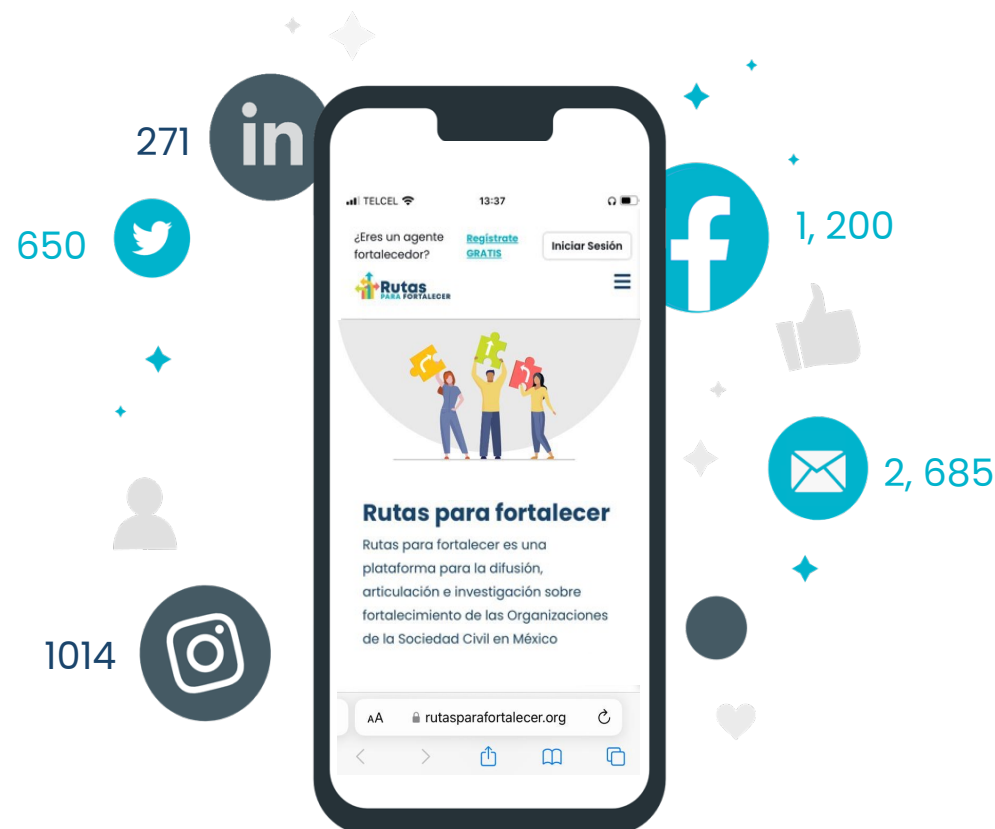 in
271
650
1, 200
2, 685
1014
TELCEL
13:37
¿Eres un agente
fortalecedor?
Regístrate
GRATIS
Iniciar Sesión
Rutas
PARA FORTALECER
Rutas para fortalecer
Rutas para fortalecer es una
plataforma para la difusión,
articulación e investigación sobre
fortalecimiento de las Organizaciones
de la Sociedad Civil en México
AA
rutasparafortalecer.org